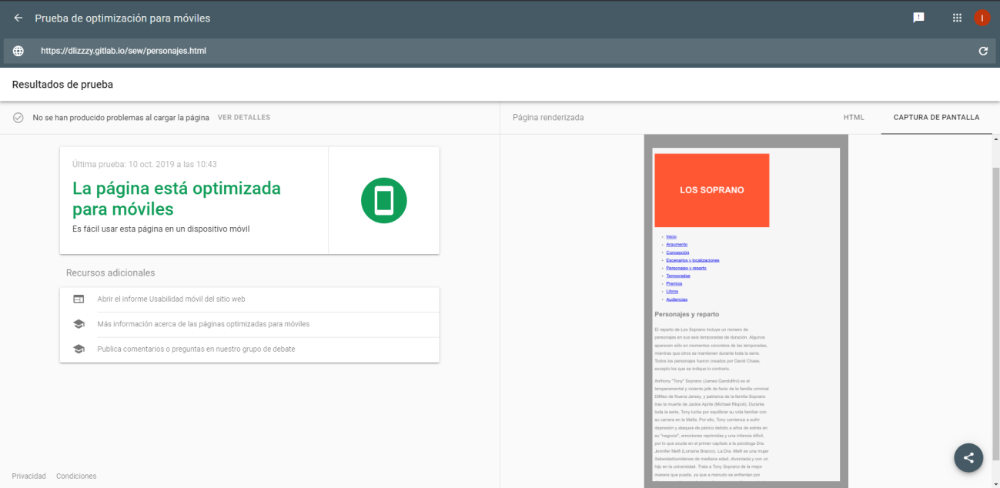 Prueba de optimización para móviles
https://dlizzzy.gitlab.io/sew/personajes.html
Resultados de prueba
No se han producido problemas al cargar la página VER DETALLES
Última prueba: 10 oct. 2019 a las 10:43
La página está optimizada
para móviles
Es fácil usar esta página en un dispositivo móvil
Recursos adicionales
Abrir el informe Usabilidad móvil del sitio web
Más información acerca de las páginas optimizadas para móviles
Publica comentarios o preguntas en nuestro grupo de debate
Privacidad Condiciones
Página renderizada HTML CAPTURA DE PANTALLA
LOS SOPRANO
Inicio
Argumento
Concepción
Escenarios y localizaciones
Personajes y reparto
Temporadas
Premios
Libros
Audiencias
Personajes y reparto
El reparto de Los Soprano incluye un número de
personajes en sus seis temporadas de duración. Algunos
aparecen sólo en momentos concretos de las temporadas,
mientras que otros se mantienen durante toda la serie.
Todos los personajes fueron creados por David Chase,
excepto los que se indique lo contrario.
Anthony "Tony" Soprano (James Gandolfini) es el
temperamental y violento jefe de facto de la familia criminal
DiMeo de Nueva Jersey, y patriarca de la familia Soprano
tras la muerte de Jackie Aprile (Michael Rispoli). Durante
toda la serie, Tony lucha por equilibrar su vida familiar con
su carrera en la Mafia. Por ello, Tony comienza a sufrir
depresión y ataques de pánico debido a años de estrés en
su "negocio", emociones reprimidas y una infancia difícil,
por lo que acude en el primer capítulo a la psicóloga Dra.
Jennifer Melfi (Lorraine Bracco). La Dra. Melfi es una mujer
italoestadounidense de mediana edad, divorciada y con un
hijo en la universidad. Trata a Tony Soprano de la mejor
manera que puede, ya que a menudo se enfrentan por